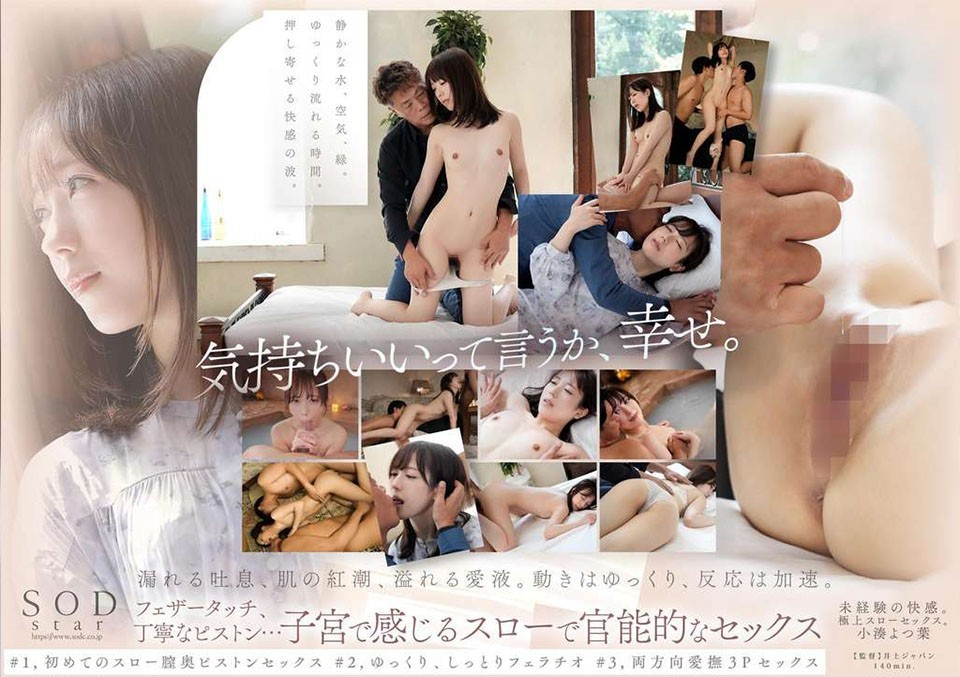 静かな水、空気、緑。
ゆっくり流れる時間。
押し寄せる快感の波。
気持ちいいって言うか、幸せ。
漏れる吐息、肌の紅潮、溢れる愛液。動きはゆっくり、反応は加速。
SOD
star
https://www.sodc.co.jp
フェザータッチ、
丁寧なピストン…子宮で感じるスローで官能的なセックス
未経験の快感。
極上スローセックス。
小湊よつ葉
【監督】井上ジャパン
140min.
#1, 初めてのスロー膣奥ピストンセックス #2, ゆっくり、しっとりフェラチオ #3, 両方向愛撫3Pセックス